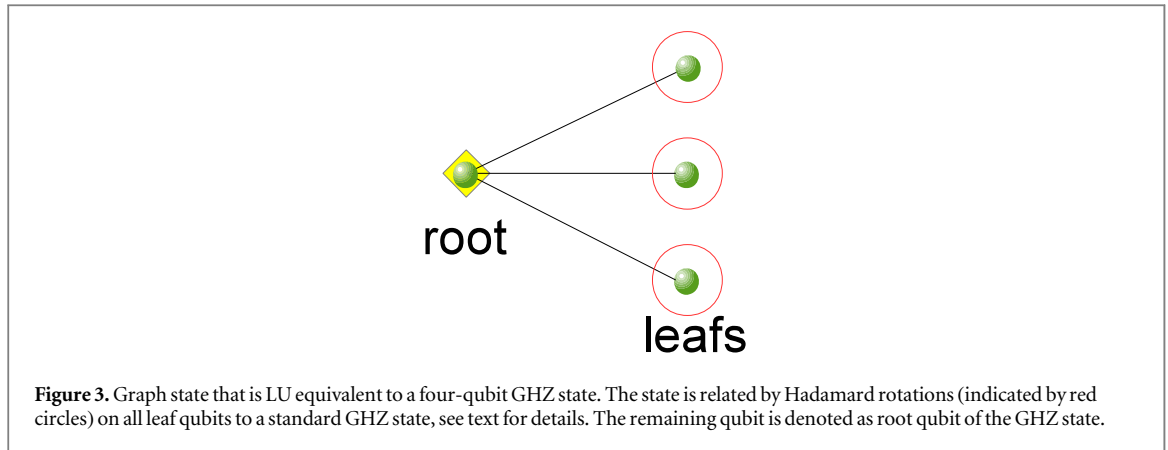 root
leafs
Figure 3. Graph state that is LU equivalent to a four-qubit GHZ state. The state is related by Hadamard rotations (indicated by red
circles) on all leaf qubits to a standard GHZ state, see text for details. The remaining qubit is denoted as root qubit of the GHZ state.